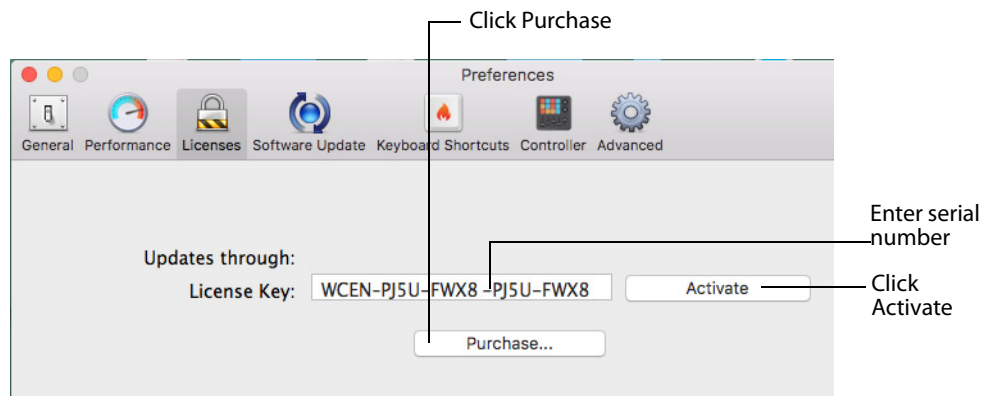 Click Purchase
Preferences
General Performance Licenses Software Update Keyboard Shortcuts Controller Advanced
Enter serial
number
Updates through:
License Key: WCEN-PJ5U-FWX8 -PJ5U-FWX8 Activate
Click
Activate
Purchase...